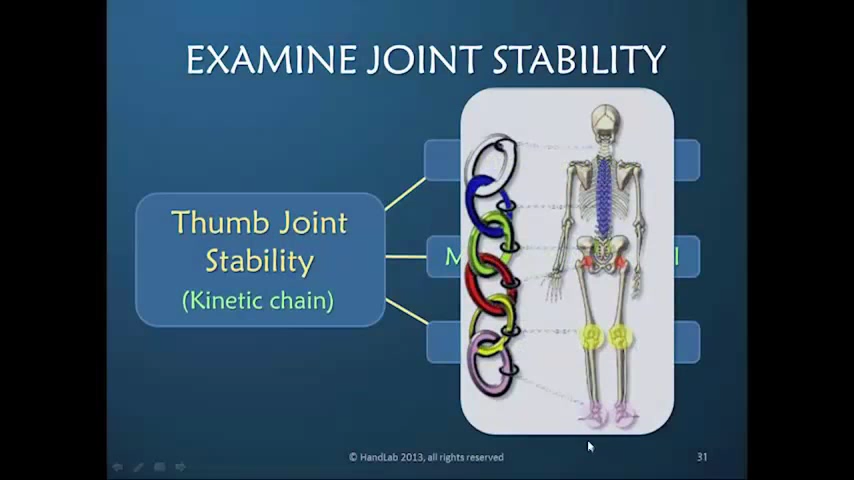 EXAMINE JOINT STABILITY
Thumb Joint
Stability
(Kinetic chain)
© HandLab 2013, all rights reserved
31